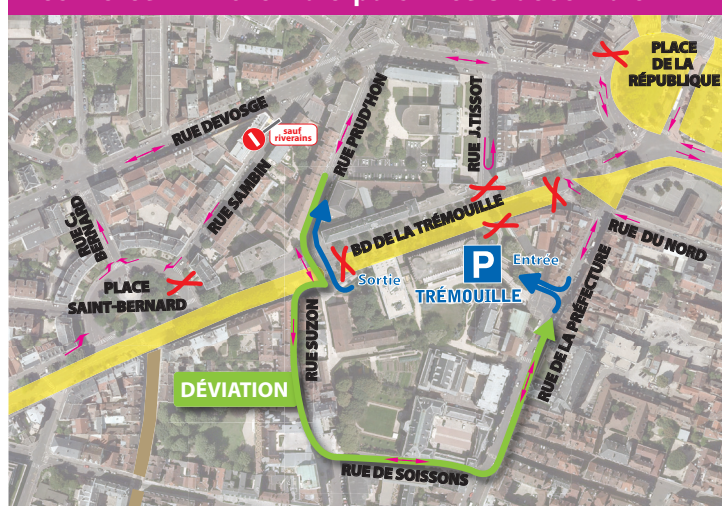 PLACE
DE LA
RÉPUBLIQUE
RUE DEVOSGE
sauf
riverains
RUE PRUD'HON
RUE J.TISSOT
RUE SAMBIN
RUE C.
BERNARD
BD DE LA TRÉMOUILLE
RUE DU NORD
PLACE
SAINT-BERNARD
Sortie
P
Entrée
TRÉMOUILLE
RUE DE LA PRÉFECTURE
RUE SUZON
DÉVIATION
RUE DE SOISSONS